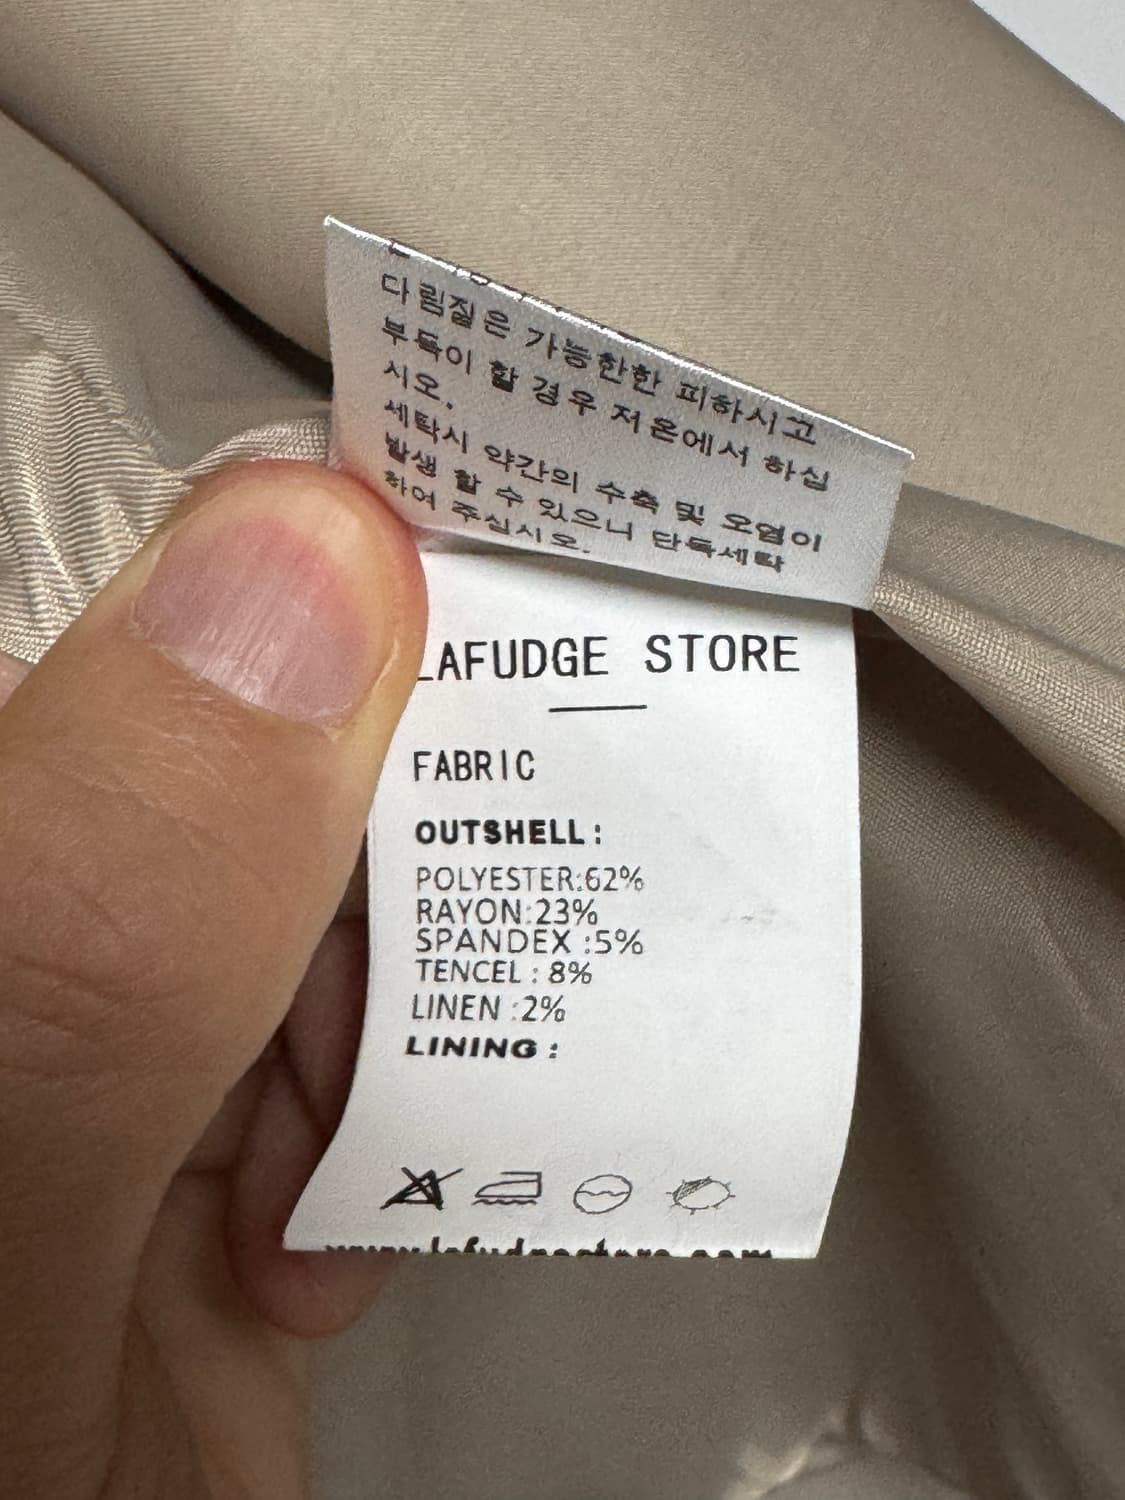 다림질은 가능한한 피하시고
부득이 할 경우 저온에서 하십
시오.
세탁시 약간의 수축 및 오염이
발생 할 수 있으니 단독세탁
하여 주십시오.
LAFUDGE STORE
FABRIC
OUTSHELL:
POLYESTER:62%
RAYON:23%
SPANDEX :5%
TENCEL : 8%
LINEN :2%
LINING :
www.lafudgestore.com